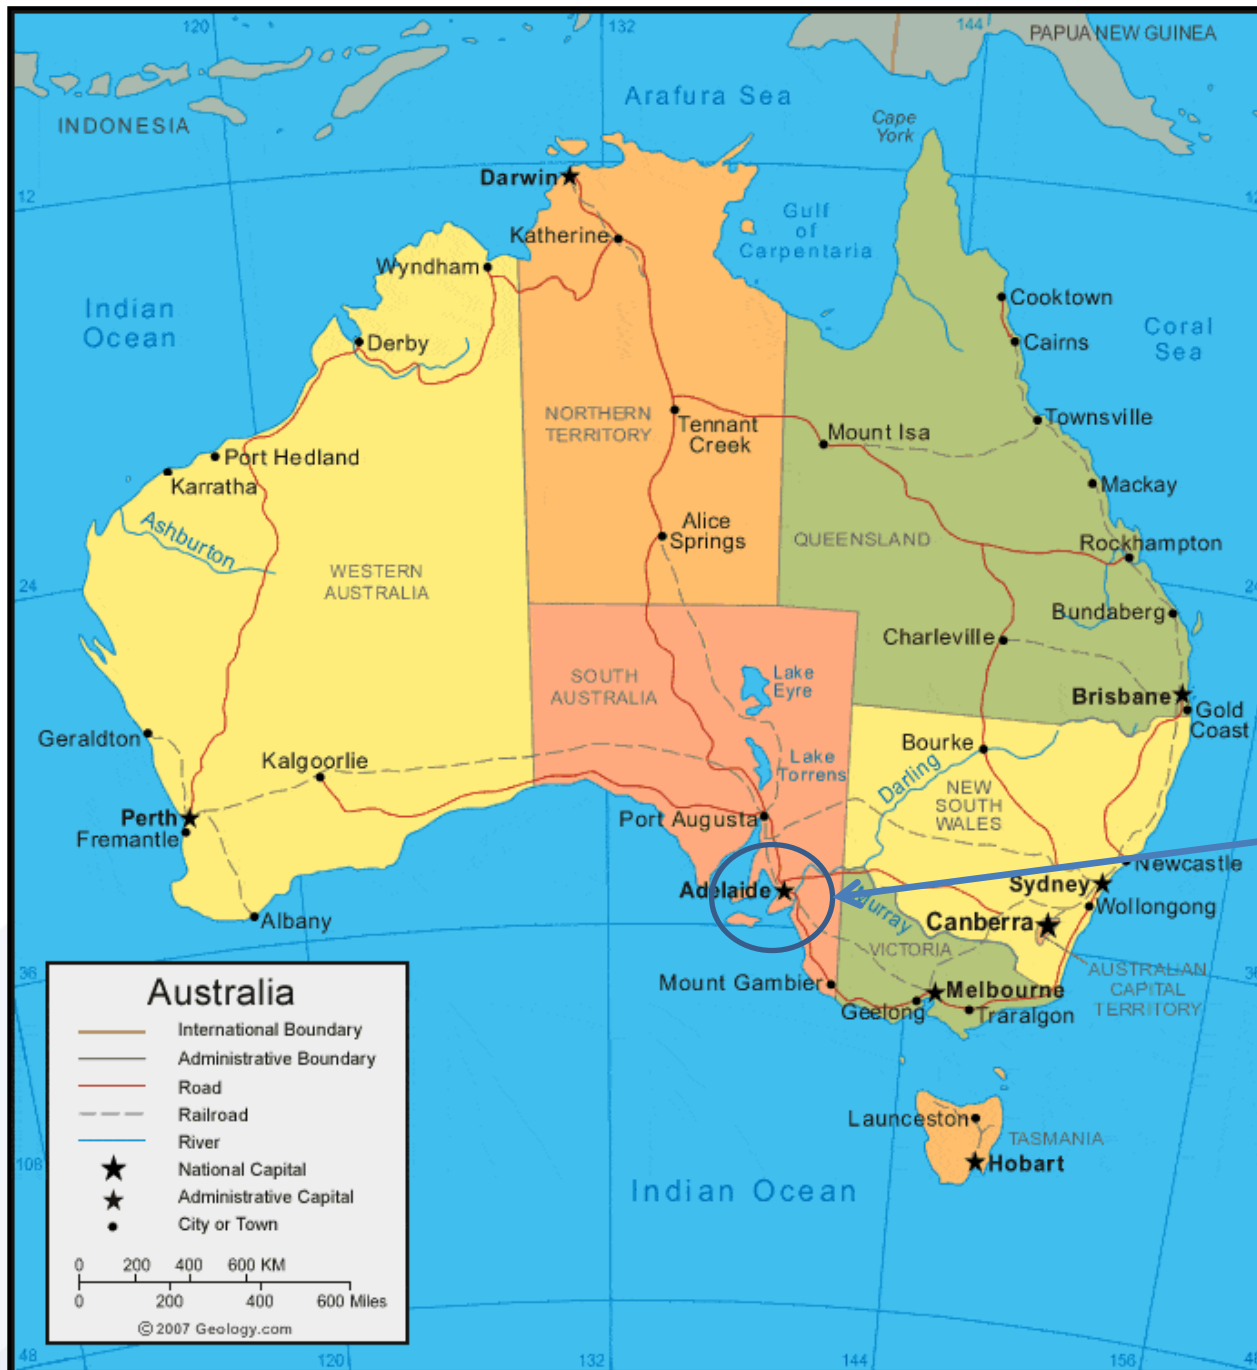 120
132
144
PAPUA NEW GUINEA
INDONESIA
Arafura Sea
Cape
York
12
Darwin
Katherine
Gulf
of
Carpentaria
Wyndham
Indian
Ocean
Derby
Cooktown
Cairns
Coral
Sea
NORTHERN
TERRITORY
Tennant
Creek
Mount Isa
Townsville
Port Hedland
Karratha
Mackay
Ashburton
Alice
Springs
QUEENSLAND
Rockhampton
WESTERN
AUSTRALIA
24
Bundaberg
Charleville
SOUTH
AUSTRALIA
Lake
Eyre
Brisbane
Gold
Coast
Geraldton
Kalgoorlie
Lake
Torrens
Bourke
Darling
NEW
SOUTH
WALES
Perth
Fremantle
Port Augusta
Newcastle
Adelaide
Sydney
Wollongong
Albany
Murray
Canberra
VICTORIA
36
Mount Gambier
Melbourne
AUSTRALIAN
CAPITAL
TERRITORY
Geelong
Traralgon
Launceston
TASMANIA
Hobart
Indian Ocean
108
Australia
International Boundary
Administrative Boundary
Road
Railroad
River
National Capital
Administrative Capital
City or Town
0 200 400 600 KM
0 200 400 600 Miles
© 2007 Geology.com
48
120
132
144
156
48